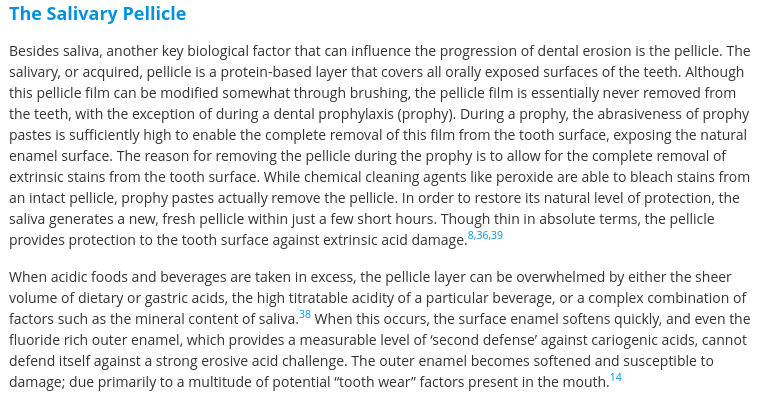 The Salivary Pellicle
Besides saliva, another key biological factor that can influence the progression of dental erosion is the pellicle. The
salivary, or acquired, pellicle is a protein-based layer that covers all orally exposed surfaces of the teeth. Although
this pellicle film can be modified somewhat through brushing, the pellicle film is essentially never removed from
the teeth, with the exception of during a dental prophylaxis (prophy). During a prophy, the abrasiveness of prophy
pastes is sufficiently high to enable the complete removal of this film from the tooth surface, exposing the natural
enamel surface. The reason for removing the pellicle during the prophy is to allow for the complete removal of
extrinsic stains from the tooth surface. While chemical cleaning agents like peroxide are able to bleach stains from
an intact pellicle, prophy pastes actually remove the pellicle. In order to restore its natural level of protection, the
saliva generates a new, fresh pellicle within just a few short hours. Though thin in absolute terms, the pellicle
provides protection to the tooth surface against extrinsic acid damage.8,36,39
When acidic foods and beverages are taken in excess, the pellicle layer can be overwhelmed by either the sheer
volume of dietary or gastric acids, the high titratable acidity of a particular beverage, or a complex combination of
factors such as the mineral content of saliva.38 When this occurs, the surface enamel softens quickly, and even the
fluoride rich outer enamel, which provides a measurable level of ‘second defense’ against cariogenic acids, cannot
defend itself against a strong erosive acid challenge. The outer enamel becomes softened and susceptible to
damage; due primarily to a multitude of potential “tooth wear” factors present in the mouth.14